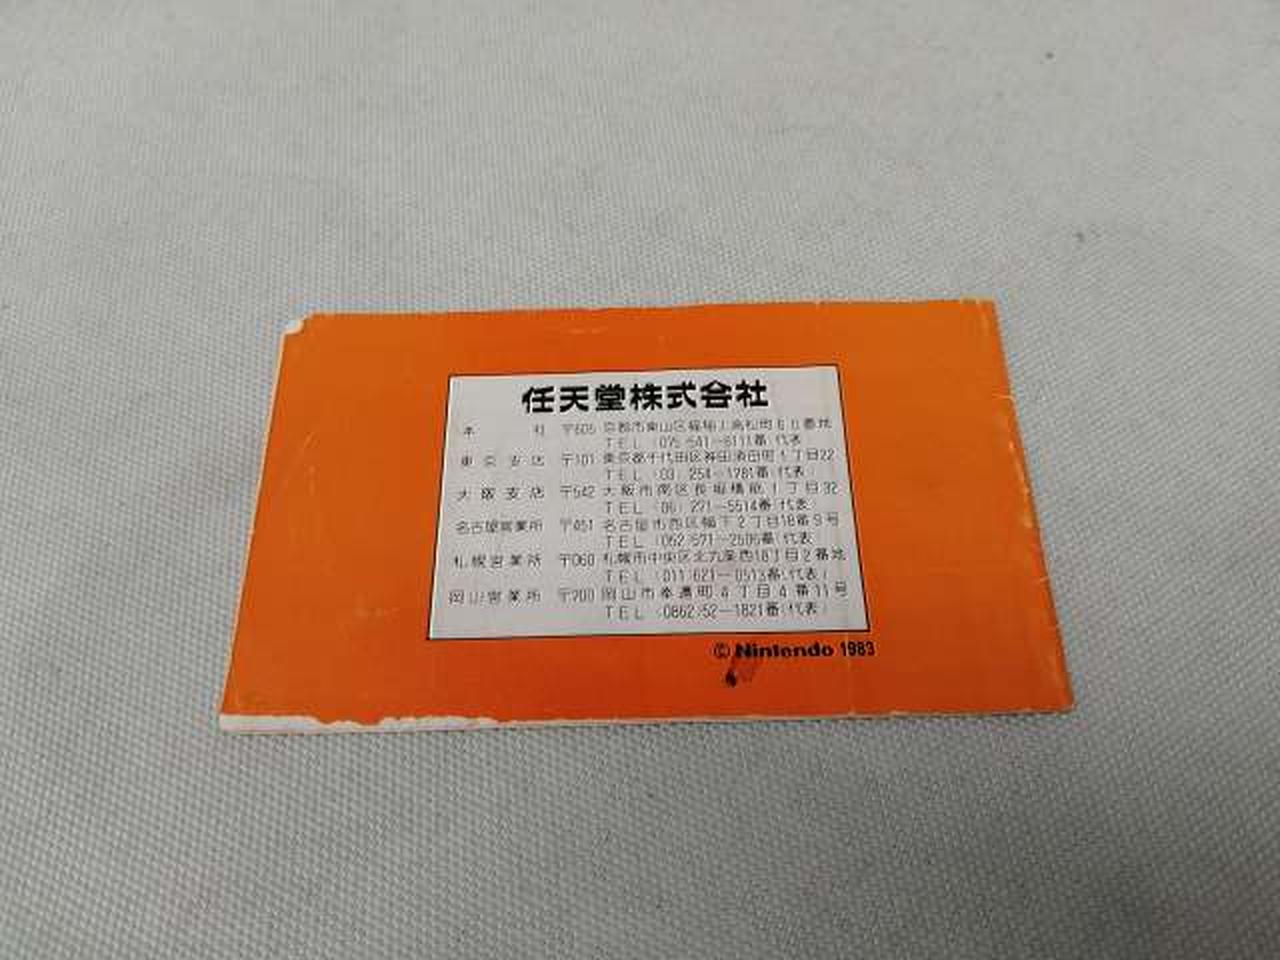 任天堂株式会社
本社 〒605 京都市東山区福稲上高松町60番地
TEL (075)541-6111番(代表)
東京支店 〒101 東京都千代田区神田須田町1丁目22
TEL (03) 254-1781番(代表)
大阪支店 〒542 大阪市南区長堀橋筋1丁目32
TEL (06) 271-5514番(代表)
名古屋営業所 〒451 名古屋市西区幅下2丁目18番9号
TEL (052)571-2506番(代表)
札幌営業所 〒060 札幌市中央区北九条西18丁目2番地
TEL (011)621-0513番(代表)
岡山営業所 〒700 岡山市奉還町4丁目4番11号
TEL (0862)52-1821番(代表)
© Nintendo 1983